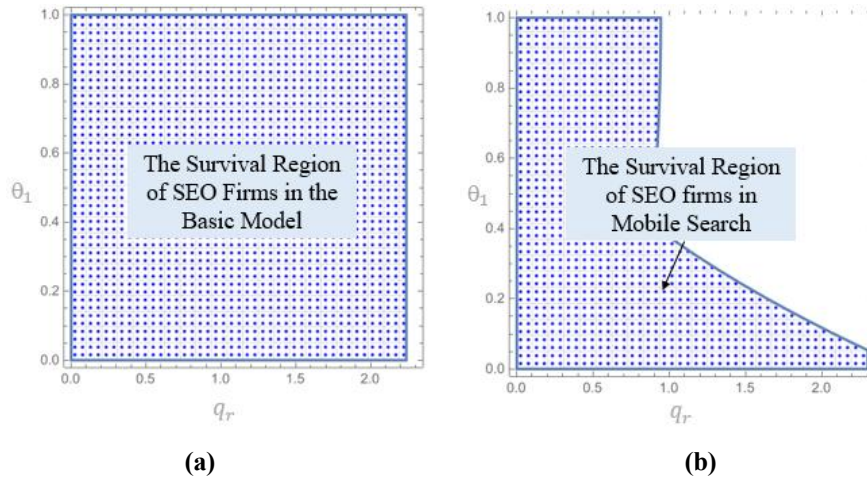 1.0
0.8
0.6
0.4
0.2
0.0
θ1
The Survival Region
of SEO Firms in the
Basic Model
0.0 0.5 1.0 1.5 2.0
qr
(a)
1.0
0.8
0.6
0.4
0.2
0.0
θ1
The Survival Region
of SEO firms in
Mobile Search
0.0 0.5 1.0 1.5 2.0
qr
(b)